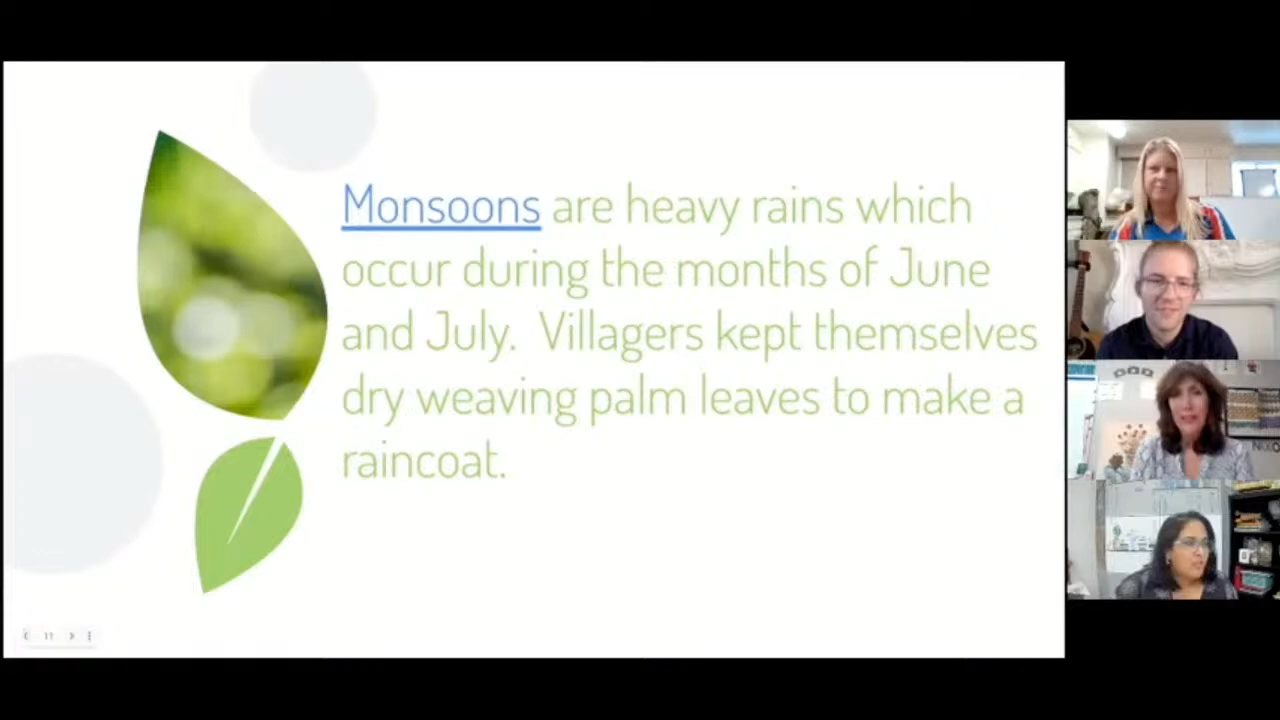 Monsoons are heavy rains which
occur during the months of June
and July. Villagers kept themselves
dry weaving palm leaves to make a
raincoat.
11